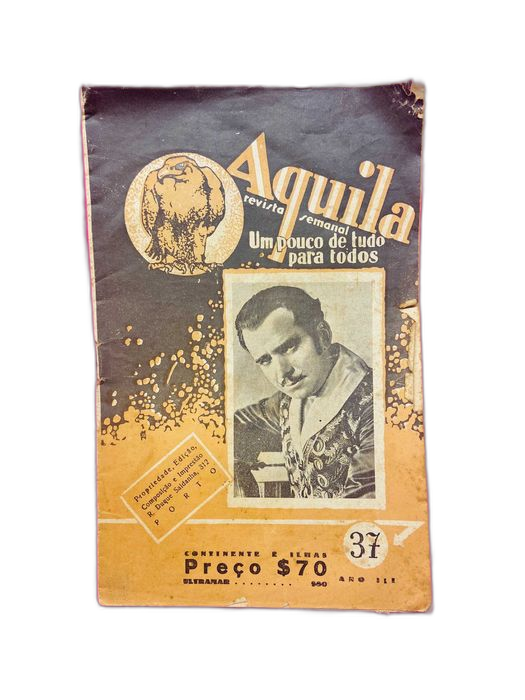 Aquila
revista semanal
Um pouco de tudo
para todos
Propriedade, Edição,
Composição e Impressão
R. Duque Saldanha, 312
PORTO
37
CONTINENTE E ILHAS
Preço $70
ULTRAMAR ........ $90
ANO III